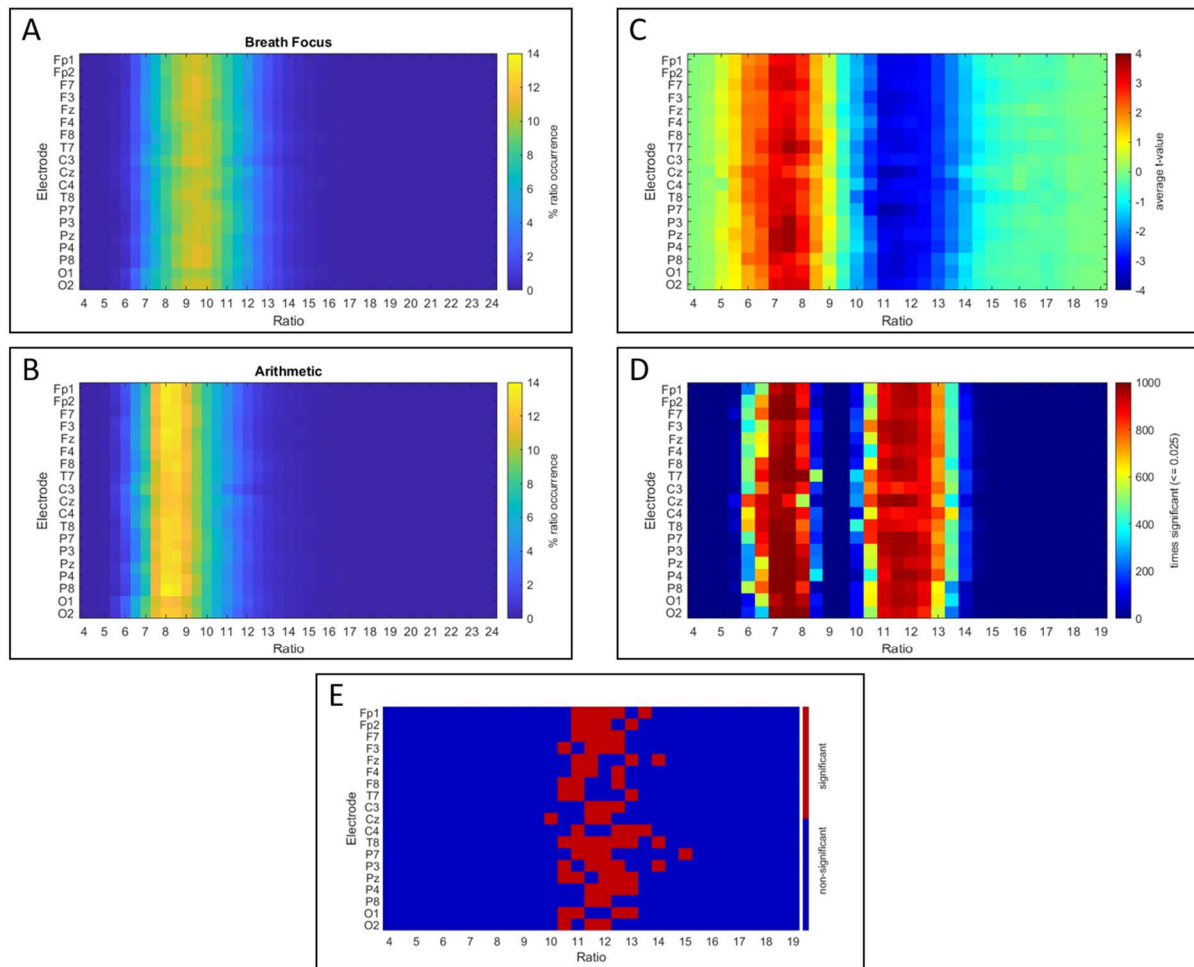 A
Breath Focus
Electrode
Fp1
Fp2
F7
F3
Fz
F4
F8
T7
C3
Cz
C4
T8
P7
P3
Pz
P4
P8
O1
O2
4 5 6 7 8 9 10 11 12 13 14 15 16 17 18 19 20 21 22 23 24
Ratio
14
12
10
8
6
4
2
0
% ratio occurrence
C
Electrode
Fp1
Fp2
F7
F3
Fz
F4
F8
T7
C3
Cz
C4
T8
P7
P3
Pz
P4
P8
O1
O2
4 5 6 7 8 9 10 11 12 13 14 15 16 17 18 19
Ratio
4
3
2
1
0
-1
-2
-3
-4
average t-value
B
Arithmetic
Electrode
Fp1
Fp2
F7
F3
Fz
F4
F8
T7
C3
Cz
C4
T8
P7
P3
Pz
P4
P8
O1
O2
4 5 6 7 8 9 10 11 12 13 14 15 16 17 18 19 20 21 22 23 24
Ratio
14
12
10
8
6
4
2
0
% ratio occurrence
D
Electrode
Fp1
Fp2
F7
F3
Fz
F4
F8
T7
C3
Cz
C4
T8
P7
P3
Pz
P4
P8
O1
O2
4 5 6 7 8 9 10 11 12 13 14 15 16 17 18 19
Ratio
1000
800
600
400
200
0
times significant (<= 0.025)
E
Electrode
Fp1
Fp2
F7
F3
Fz
F4
F8
T7
C3
Cz
C4
T8
P7
P3
Pz
P4
P8
O1
O2
4 5 6 7 8 9 10 11 12 13 14 15 16 17 18 19
Ratio
significant
non-significant